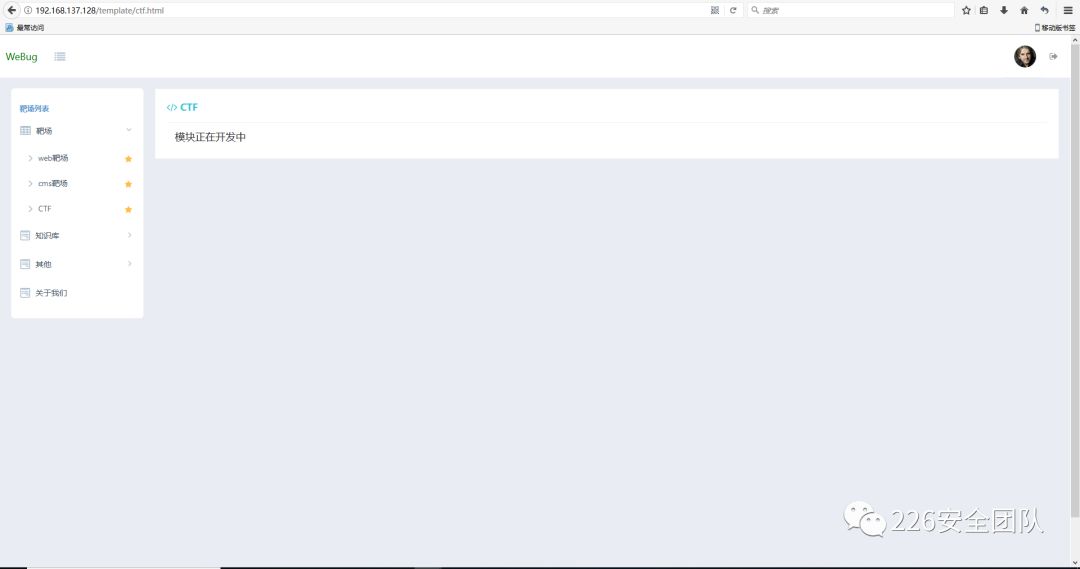 192.168.137.128/template/ctf.html
搜索
最常访问
移动版书签
WeBug
靶场列表
靶场
web靶场
cms靶场
CTF
知识库
其他
关于我们
</> CTF
模块正在开发中
226安全团队